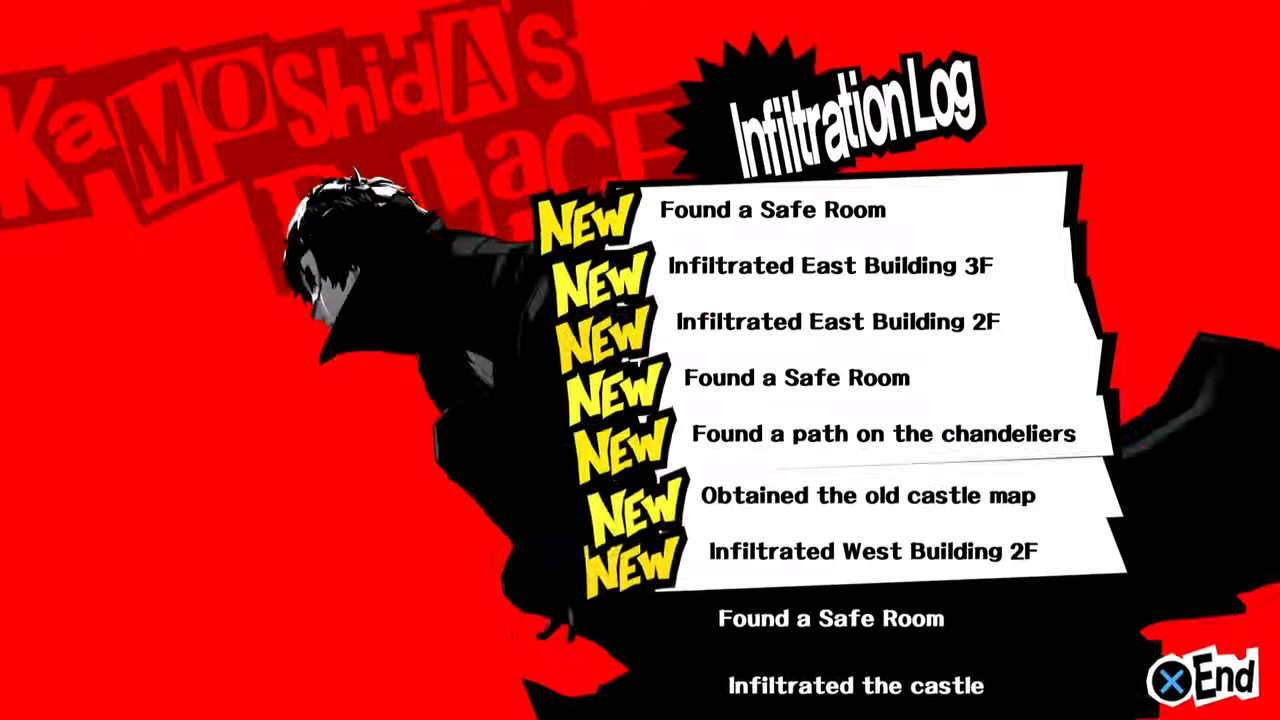 KaMOShidA's
PaLaCE
Infiltration Log
NEW Found a Safe Room
NEW Infiltrated East Building 3F
NEW Infiltrated East Building 2F
NEW Found a Safe Room
NEW Found a path on the chandeliers
NEW Obtained the old castle map
NEW Infiltrated West Building 2F
Found a Safe Room
Infiltrated the castle
End